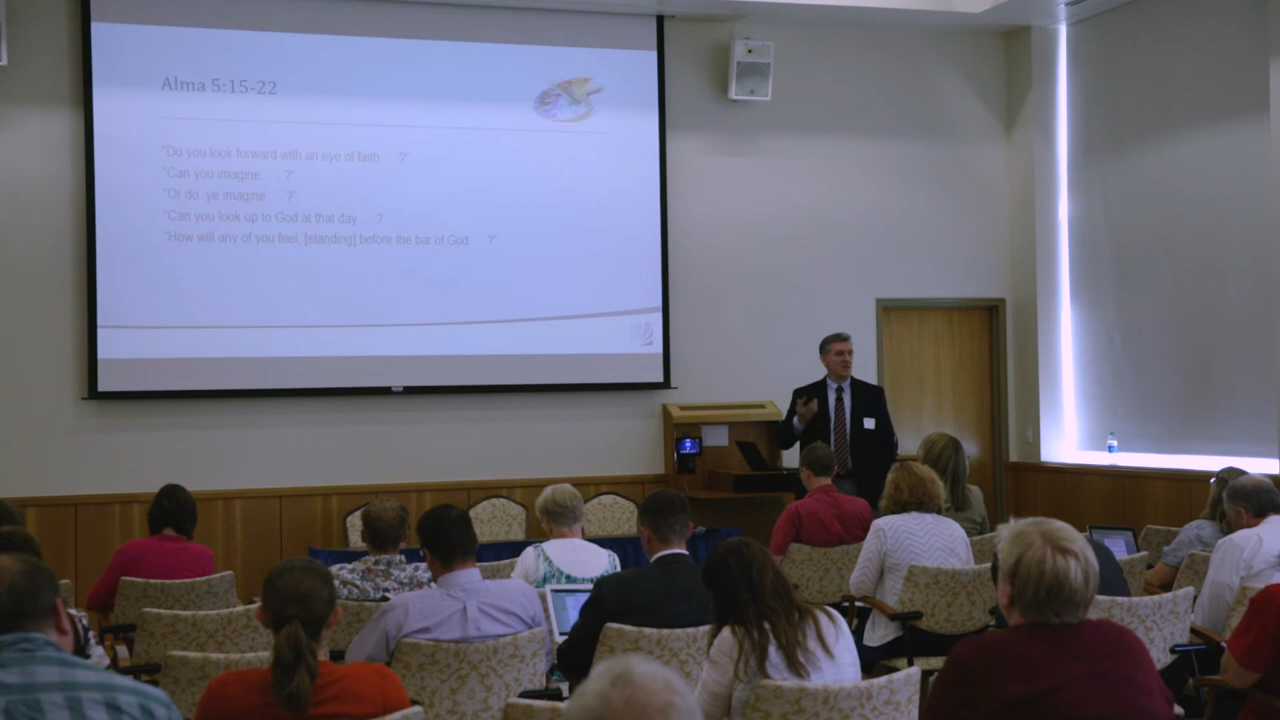 Alma 5:15-22
"Do you look forward with an eye of faith ?"
"Can you imagine ?"
"Or do ye imagine ?"
"Can you look up to God at that day ?
"How will any of you feel, [standing] before the bar of God ?"